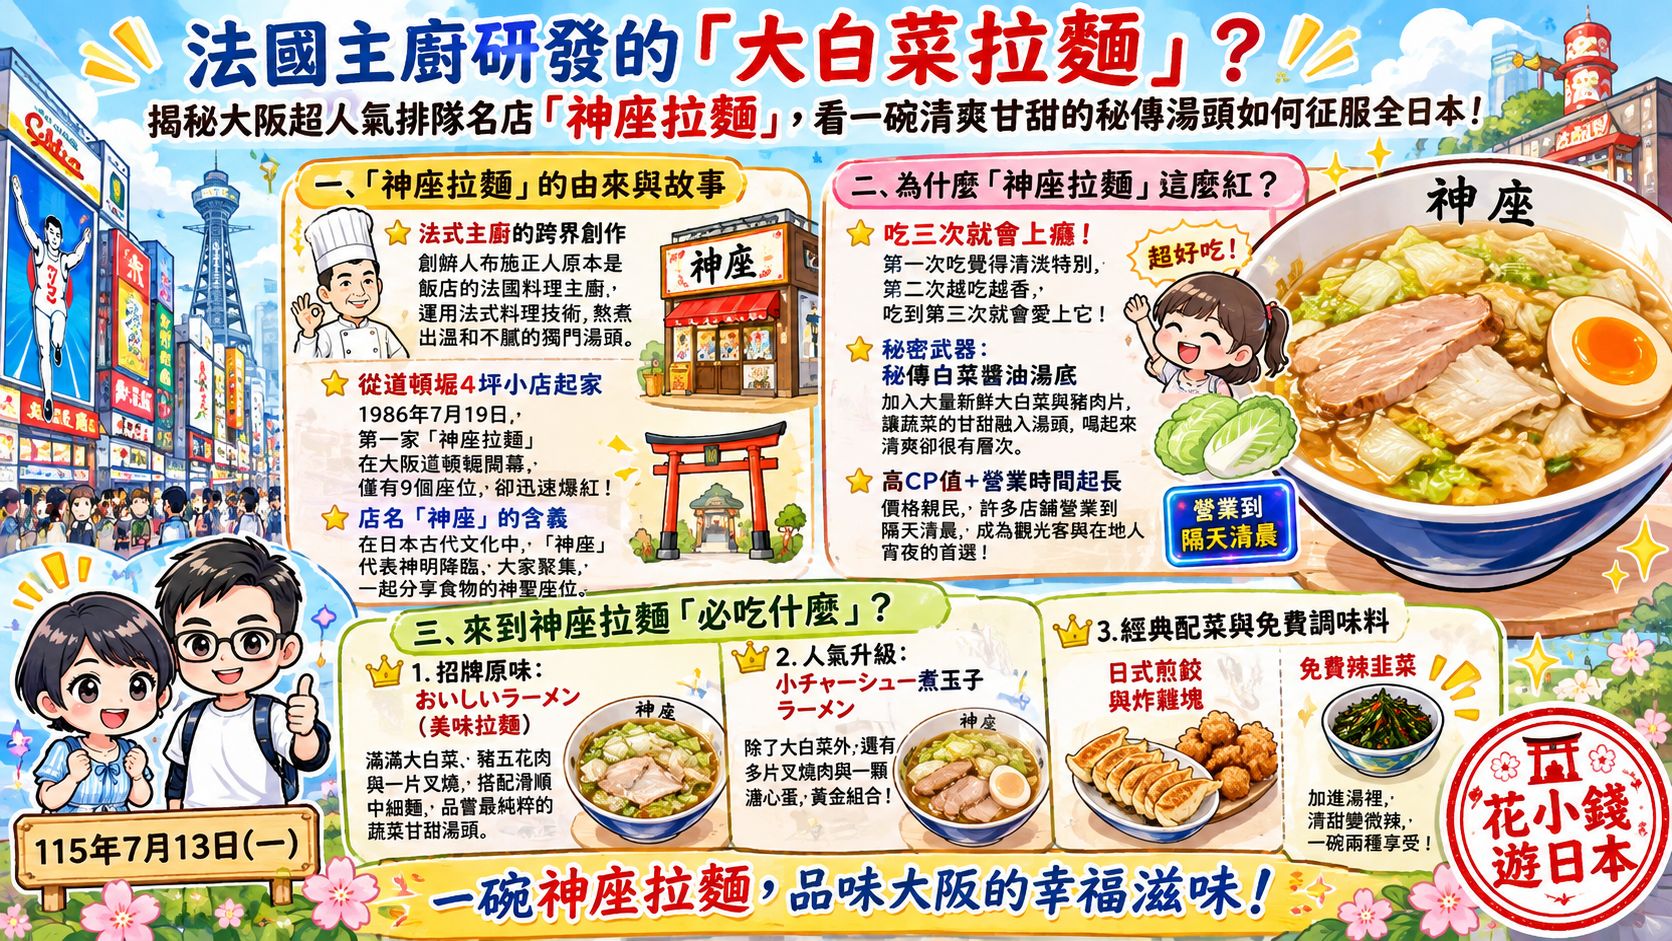 法國主廚研發的「大白菜拉麵」？
揭秘大阪超人氣排隊名店「神座拉麵」，看一碗清爽甘甜的秘傳湯頭如何征服全日本！
一、「神座拉麵」的由來與故事
法式主廚的跨界創作
創辦人布施正人原本是
飯店的法國料理主廚，
運用法式料理技術，熬煮
出溫和不膩的獨門湯頭。
神座
從道頓堀4坪小店起家
1986年7月19日，
第一家「神座拉麵」
在大阪道頓
開幕，
僅有9個座位，卻迅速爆紅！
店名「神座」的含義
在日本古代文化中，「神座」
代表神明降臨、大家聚集，
一起分享食物的神聖座位。
二、為什麼「神座拉麵」這麼紅？
吃三次就會上癮！
第一次吃覺得清淡特別，
第二次越吃越香，
吃到第三次就會愛上它！
超好吃！
秘密武器：
秘傳白菜醬油湯底
加入大量新鮮大白菜與豬肉片，
讓蔬菜的甘甜融入湯頭，喝起來
清爽卻很有層次。
高CP值+營業時間超長
價格親民，許多店舖營業到
隔天清晨，成為觀光客與在地人
宵夜的首選！
營業到
隔天清晨
神座
三、來到神座拉麵「必吃什麼」？
1. 招牌原味：
おいしいラーメン
（美味拉麵）
滿滿大白菜、豬五花肉
與一片叉燒，搭配滑順
中細麵，品嘗最純粹的
蔬菜甘甜湯頭。
神座
2. 人氣升級：
小チャーシュー煮玉子
ラーメン
除了大白菜外，還有
多片叉燒肉與一顆
溏心蛋，黃金組合！
神座
3.經典配菜與免費調味料
日式煎餃
與炸雞塊
免費辣韭菜
加進湯裡，
清甜變微辣，
一碗兩種享受！
115年7月13日(一)
一碗神座拉麵，品味大阪的幸福滋味！
花小錢
遊日本